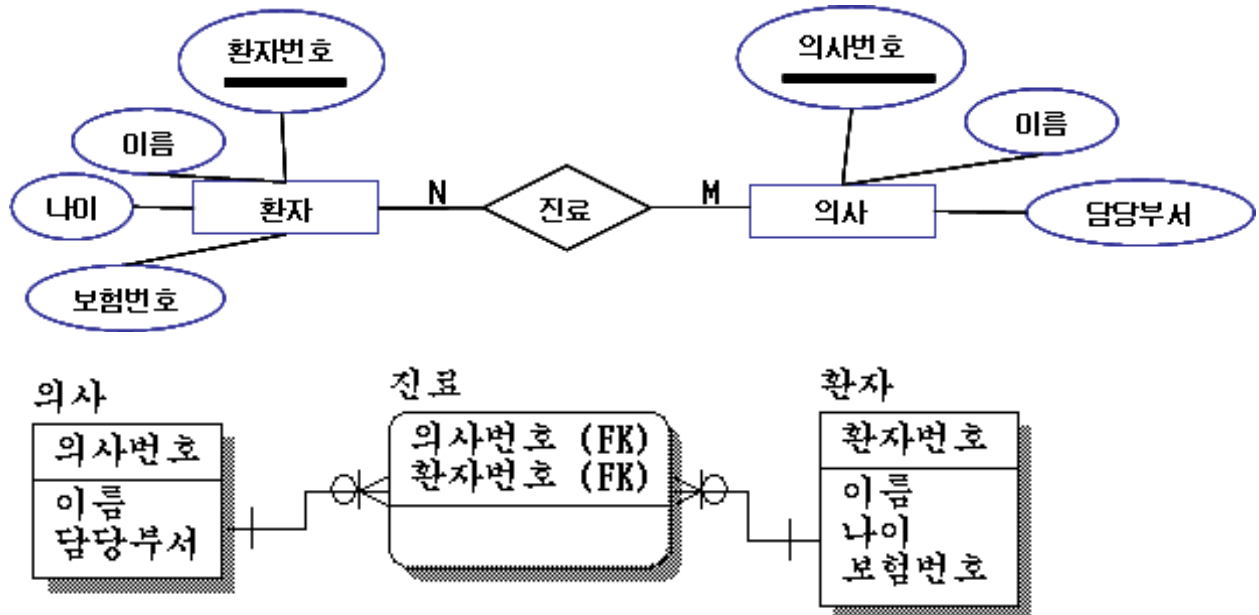 환자번호
의사번호
이름
이름
나이
환자
N
진료
M
의사
담당부서
보험번호
의사
의사번호
이름
담당부서
진료
의사번호 (FK)
환자번호 (FK)
환자
환자번호
이름
나이
보험번호